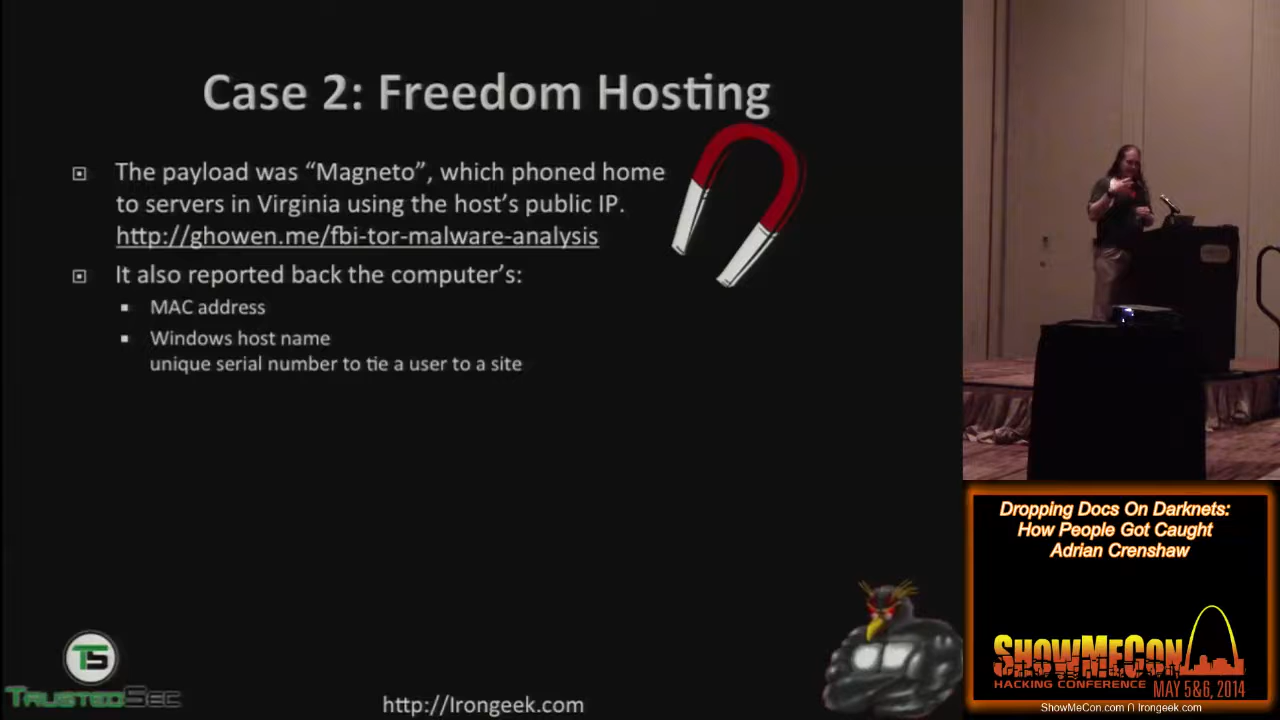 Case 2: Freedom Hosting
The payload was “Magneto”, which phoned home
to servers in Virginia using the host’s public IP.
http://ghowen.me/fbi-tor-malware-analysis
It also reported back the computer’s:
MAC address
Windows host name
unique serial number to tie a user to a site
TS
TRUSTEDSEC
http://Irongeek.com
Dropping Docs On Darknets:
How People Got Caught
Adrian Crenshaw
SHOWMECON
HACKING CONFERENCE
MAY 5&6, 2014
ShowMeCon.com ∩ Irongeek.com